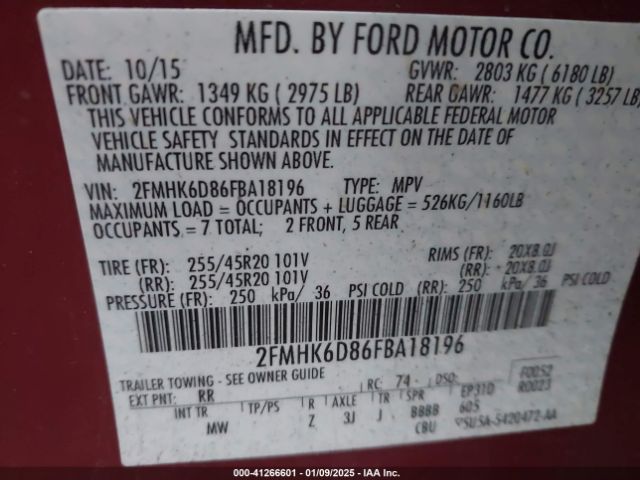 MFD. BY FORD MOTOR CO.
DATE: 10/15 GVWR: 2803 KG ( 6180 LB)
FRONT GAWR: 1349 KG ( 2975 LB) REAR GAWR: 1477 KG ( 3257 LB)
THIS VEHICLE CONFORMS TO ALL APPLICABLE FEDERAL MOTOR
VEHICLE SAFETY STANDARDS IN EFFECT ON THE DATE OF
MANUFACTURE SHOWN ABOVE.
VIN: 2FMHK6D86FBA18196 TYPE: MPV
MAXIMUM LOAD = OCCUPANTS + LUGGAGE = 526KG/1160LB
OCCUPANTS = 7 TOTAL; 2 FRONT, 5 REAR
TIRE (FR): 255/45R20 101V RIMS (FR): 20X8.0J
(RR): 255/45R20 101V (RR): 20X8.0J
PRESSURE (FR): 250 kPa/ 36 PSI COLD (RR): 250 kPa/ 36 PSI COLD
2FMHK6D86FBA18196
TRAILER TOWING - SEE OWNER GUIDE
EXT PNT: RR RC: 74 DSO: F0052
INT TR TP/PS R AXLE TR SPR EP31D R0023
MW Z 3J J BBBB 605
CBU 5U5A-5420472-AA
000-41266601 - 01/09/2025 - IAA Inc.